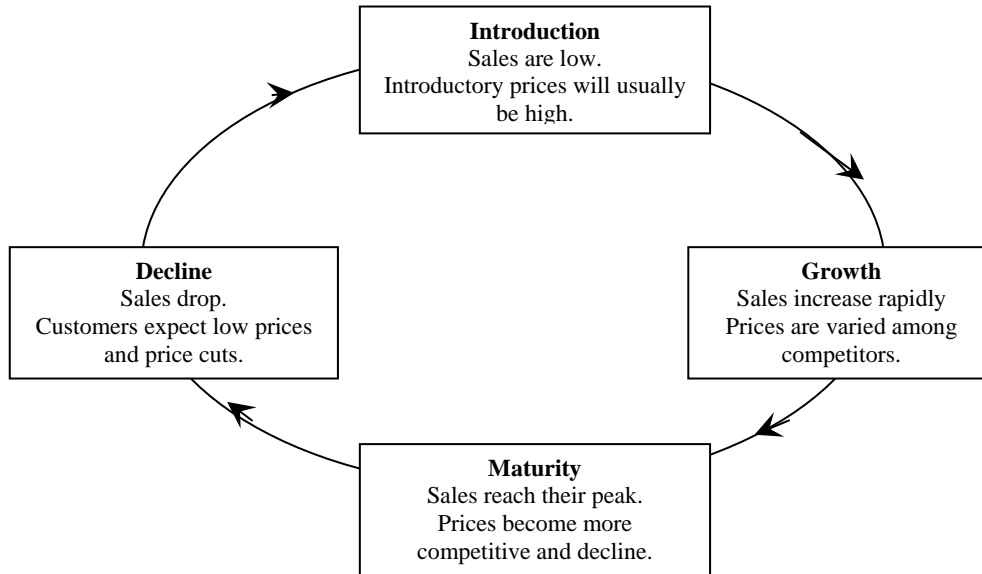 Introduction
Sales are low.
Introductory prices will usually
be high.
Decline
Sales drop.
Customers expect low prices
and price cuts.
Growth
Sales increase rapidly
Prices are varied among
competitors.
Maturity
Sales reach their peak.
Prices become more
competitive and decline.